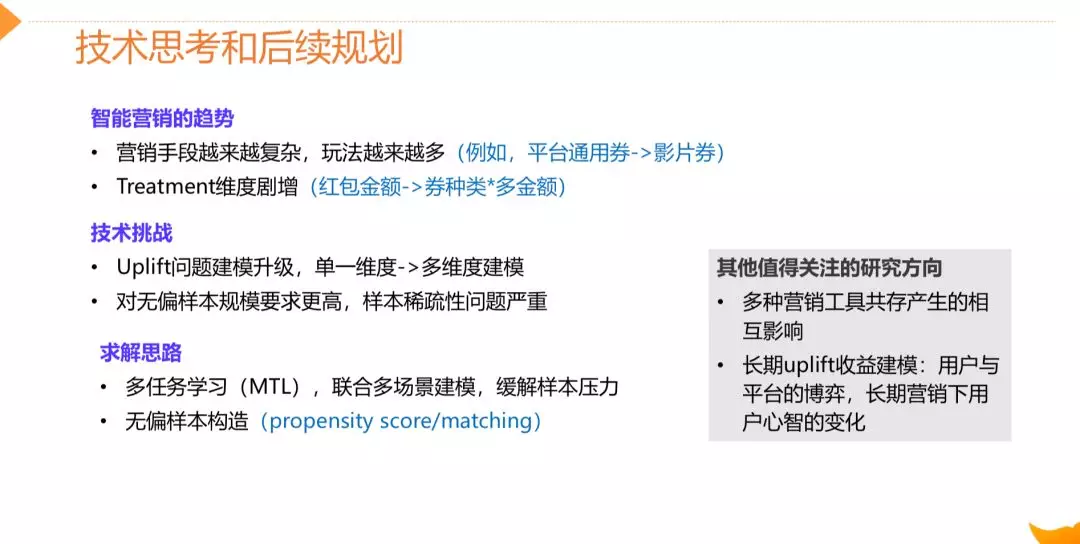 技术思考和后续规划
智能营销的趋势
• 营销手段越来越复杂，玩法越来越多（例如，平台通用券->影片券）
• Treatment维度剧增（红包金额->券种类*多金额）
技术挑战
• Uplift问题建模升级，单一维度->多维度建模
• 对无偏样本规模要求更高，样本稀疏性问题严重
求解思路
• 多任务学习（MTL），联合多场景建模，缓解样本压力
• 无偏样本构造（propensity score/matching）
其他值得关注的研究方向
• 多种营销工具共存产生的相
互影响
• 长期uplift收益建模：用户与
平台的博弈，长期营销下用
户心智的变化